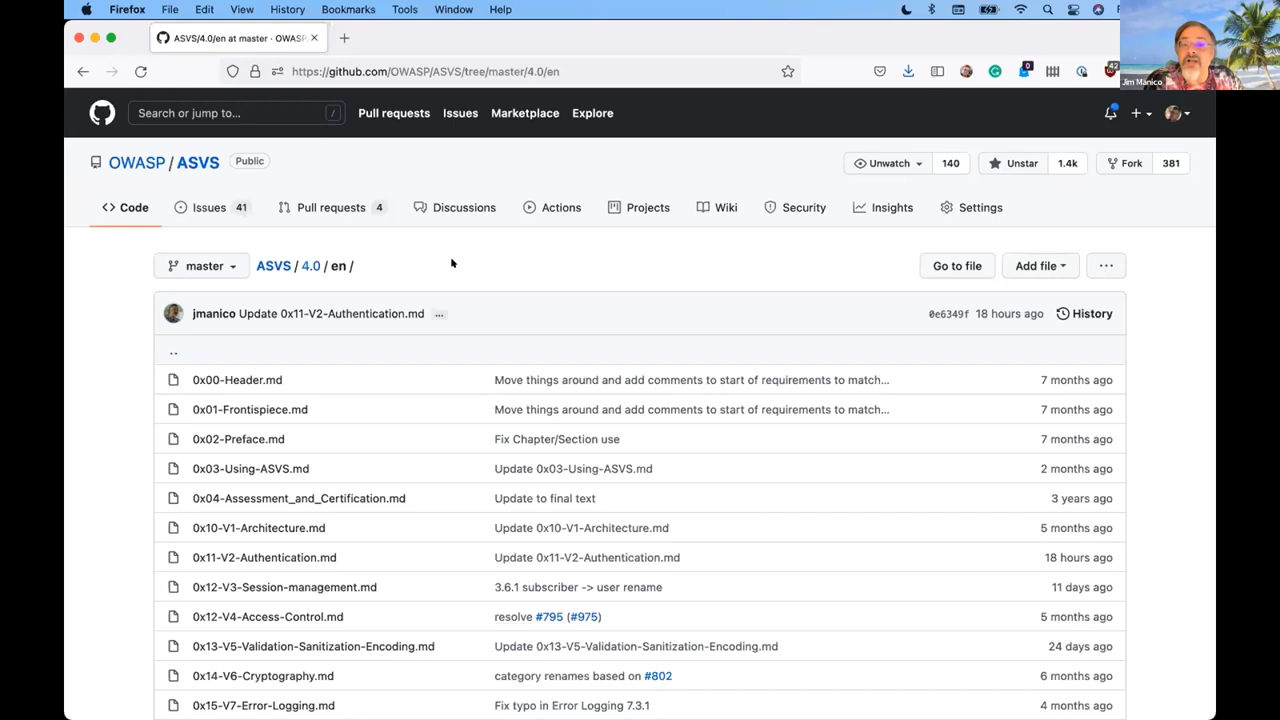 Firefox File Edit View History Bookmarks Tools Window Help
ASVS/4.0/en at master · OWASP
https://github.com/OWASP/ASVS/tree/master/4.0/en
0
42
Jim Manico
Search or jump to... /
Pull requests Issues Marketplace Explore
OWASP / ASVS Public
Unwatch 140 Unstar 1.4k Fork 381
Code Issues 41 Pull requests 4 Discussions Actions Projects Wiki Security Insights Settings
master ASVS / 4.0 / en / Go to file Add file ...
jmanico Update 0x11-V2-Authentication.md ... 0e6349f 18 hours ago History
..
0x00-Header.md Move things around and add comments to start of requirements to match... 7 months ago
0x01-Frontispiece.md Move things around and add comments to start of requirements to match... 7 months ago
0x02-Preface.md Fix Chapter/Section use 7 months ago
0x03-Using-ASVS.md Update 0x03-Using-ASVS.md 2 months ago
0x04-Assessment_and_Certification.md Update to final text 3 years ago
0x10-V1-Architecture.md Update 0x10-V1-Architecture.md 5 months ago
0x11-V2-Authentication.md Update 0x11-V2-Authentication.md 18 hours ago
0x12-V3-Session-management.md 3.6.1 subscriber -> user rename 11 days ago
0x12-V4-Access-Control.md resolve #795 (#975) 5 months ago
0x13-V5-Validation-Sanitization-Encoding.md Update 0x13-V5-Validation-Sanitization-Encoding.md 24 days ago
0x14-V6-Cryptography.md category renames based on #802 6 months ago
0x15-V7-Error-Logging.md Fix typo in Error Logging 7.3.1 4 months ago